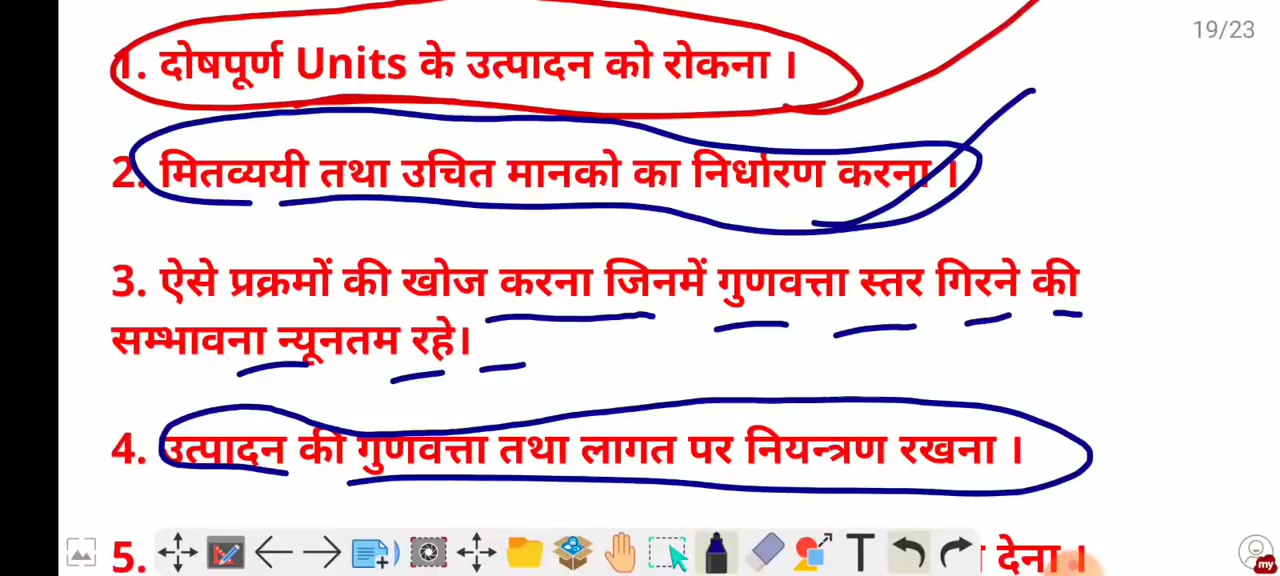 19/23
1. दोषपूर्ण Units के उत्पादन को रोकना ।
2. मितव्ययी तथा उचित मानको का निर्धारण करना ।
3. ऐसे प्रक्रमों की खोज करना जिनमें गुणवत्ता स्तर गिरने की
सम्भावना न्यूनतम रहे।
4. उत्पादन की गुणवत्ता तथा लागत पर नियन्त्रण रखना ।
5. देना ।
T
my